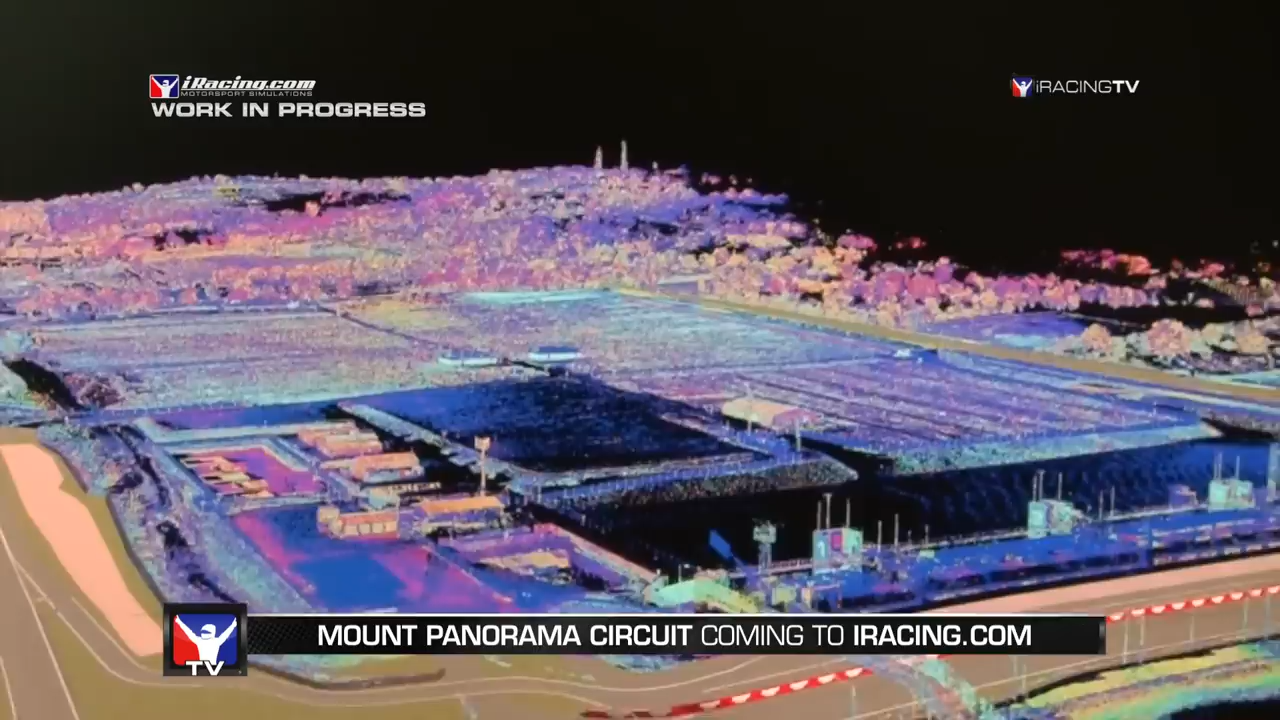 iRacing.com
MOTORSPORT SIMULATIONS
WORK IN PROGRESS
iRACINGTV
TV
MOUNT PANORAMA CIRCUIT COMING TO IRACING.COM